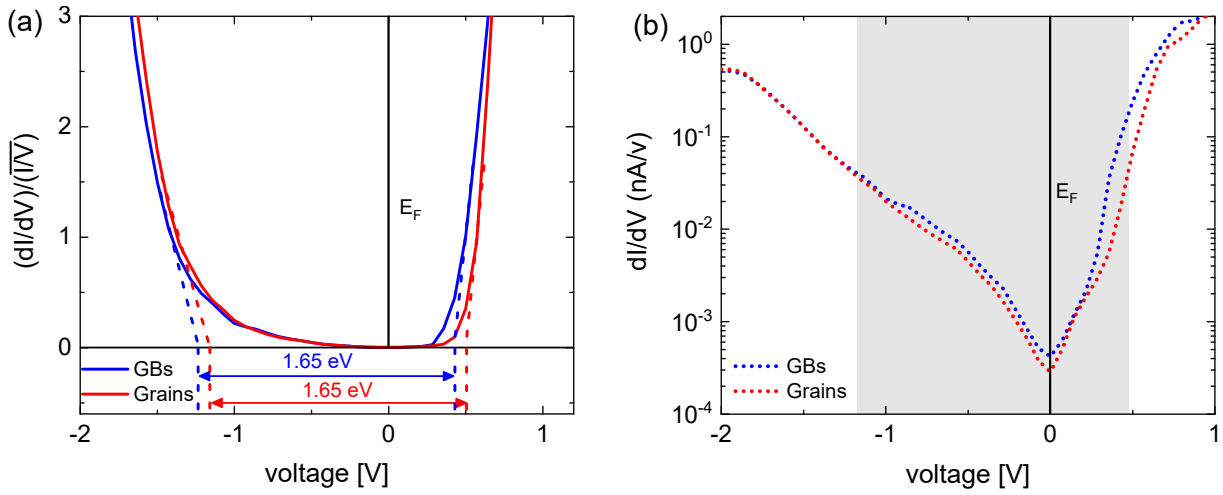 (a)
3
2
1
0
(dI/dV)/(I/V)
E_F
1.65 eV
1.65 eV
GBs
Grains
-2
-1
0
1
voltage [V]
(b)
10^0
10^-1
10^-2
10^-3
10^-4
dI/dV (nA/v)
E_F
GBs
Grains
-2
-1
0
1
voltage [V]